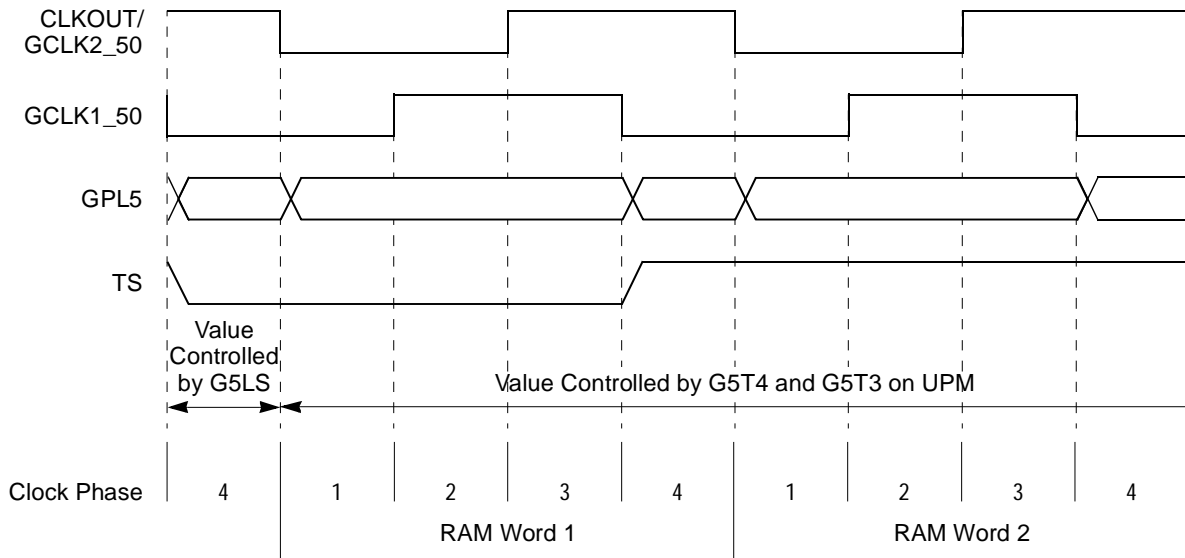 CLKOUT/
GCLK2_50
GCLK1_50
GPL5
TS
Value
Controlled
by G5LS
Value Controlled by G5T4 and G5T3 on UPM
Clock Phase 4 1 2 3 4 1 2 3 4
RAM Word 1 RAM Word 2